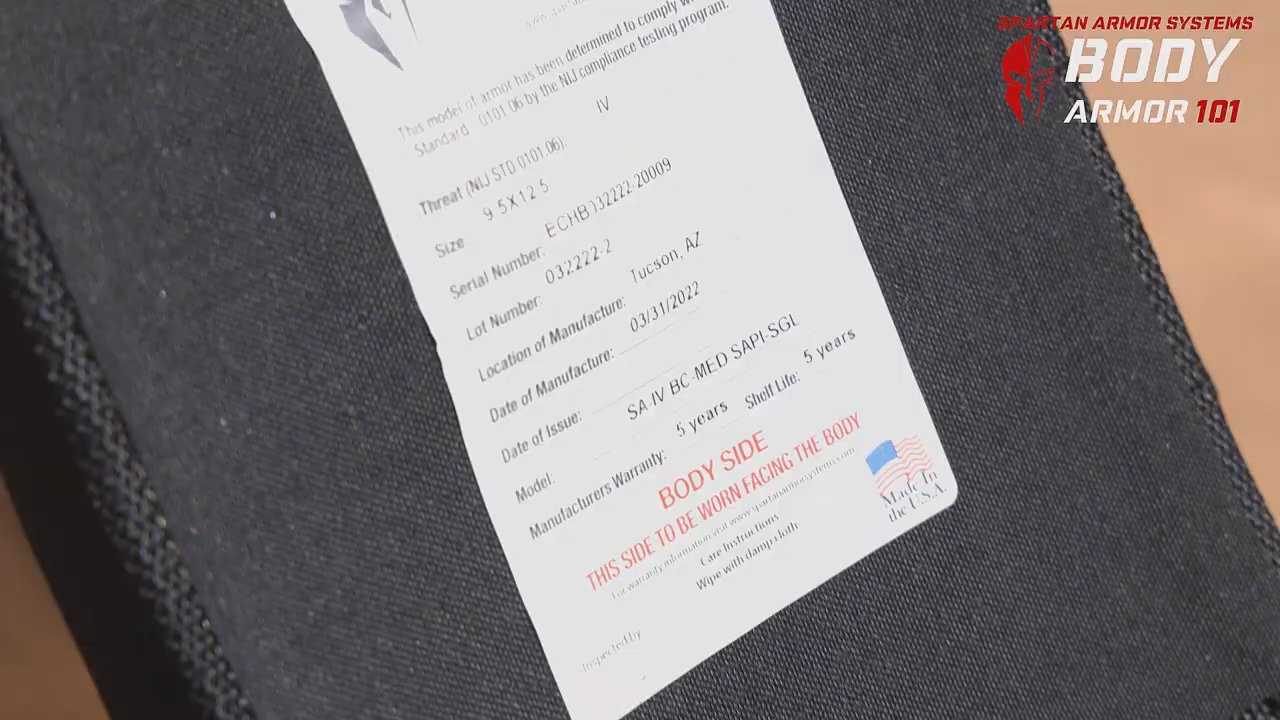 SPARTAN ARMOR SYSTEMS
BODY
ARMOR 101
This model of armor has been determined to comply
Standard 0101.06 by the NIJ compliance testing program.
Threat (NIJ STD 0101.06). IV
Size 9.5X12.5
Serial Number:
Lot Number: 032222-2
Location of Manufacture: Tucson, AZ
Date of Manufacture: 03/31/2022
Date of Issue:
Model: SA-IV BC-MED SAPI-SGL
Manufacturers Warranty: 5 years Shelf Life: 5 years
BODY SIDE
THIS SIDE TO BE WORN FACING THE BODY
For warranty information visit www.spartanarmorsystems.com
Care Instructions
Wipe with damp cloth
Made In
the U.S.A.
Inspected by